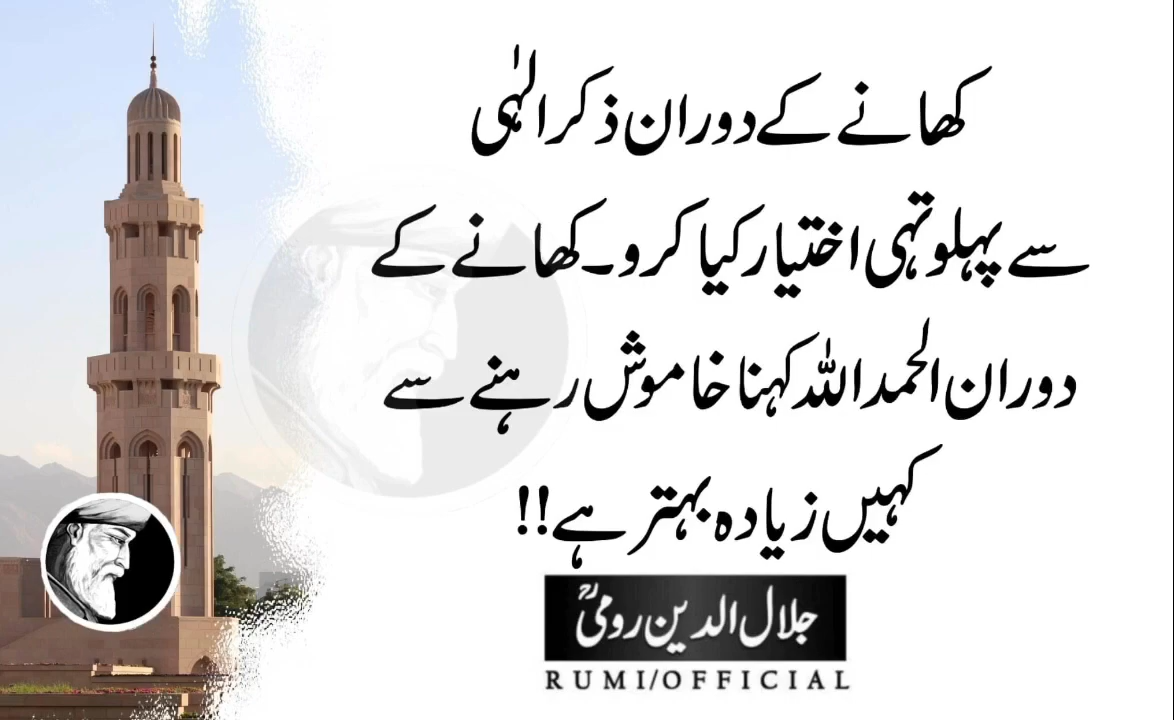 کھانے کے دوران ذکر الٰہی
سے پہلو تہی اختیار کیا کرو۔ کھانے کے
دوران الحمد اللہ کہنا خاموش رہنے سے
کہیں زیادہ بہتر ہے!!
جلال الدین رومیؒ
RUMI/OFFICIAL